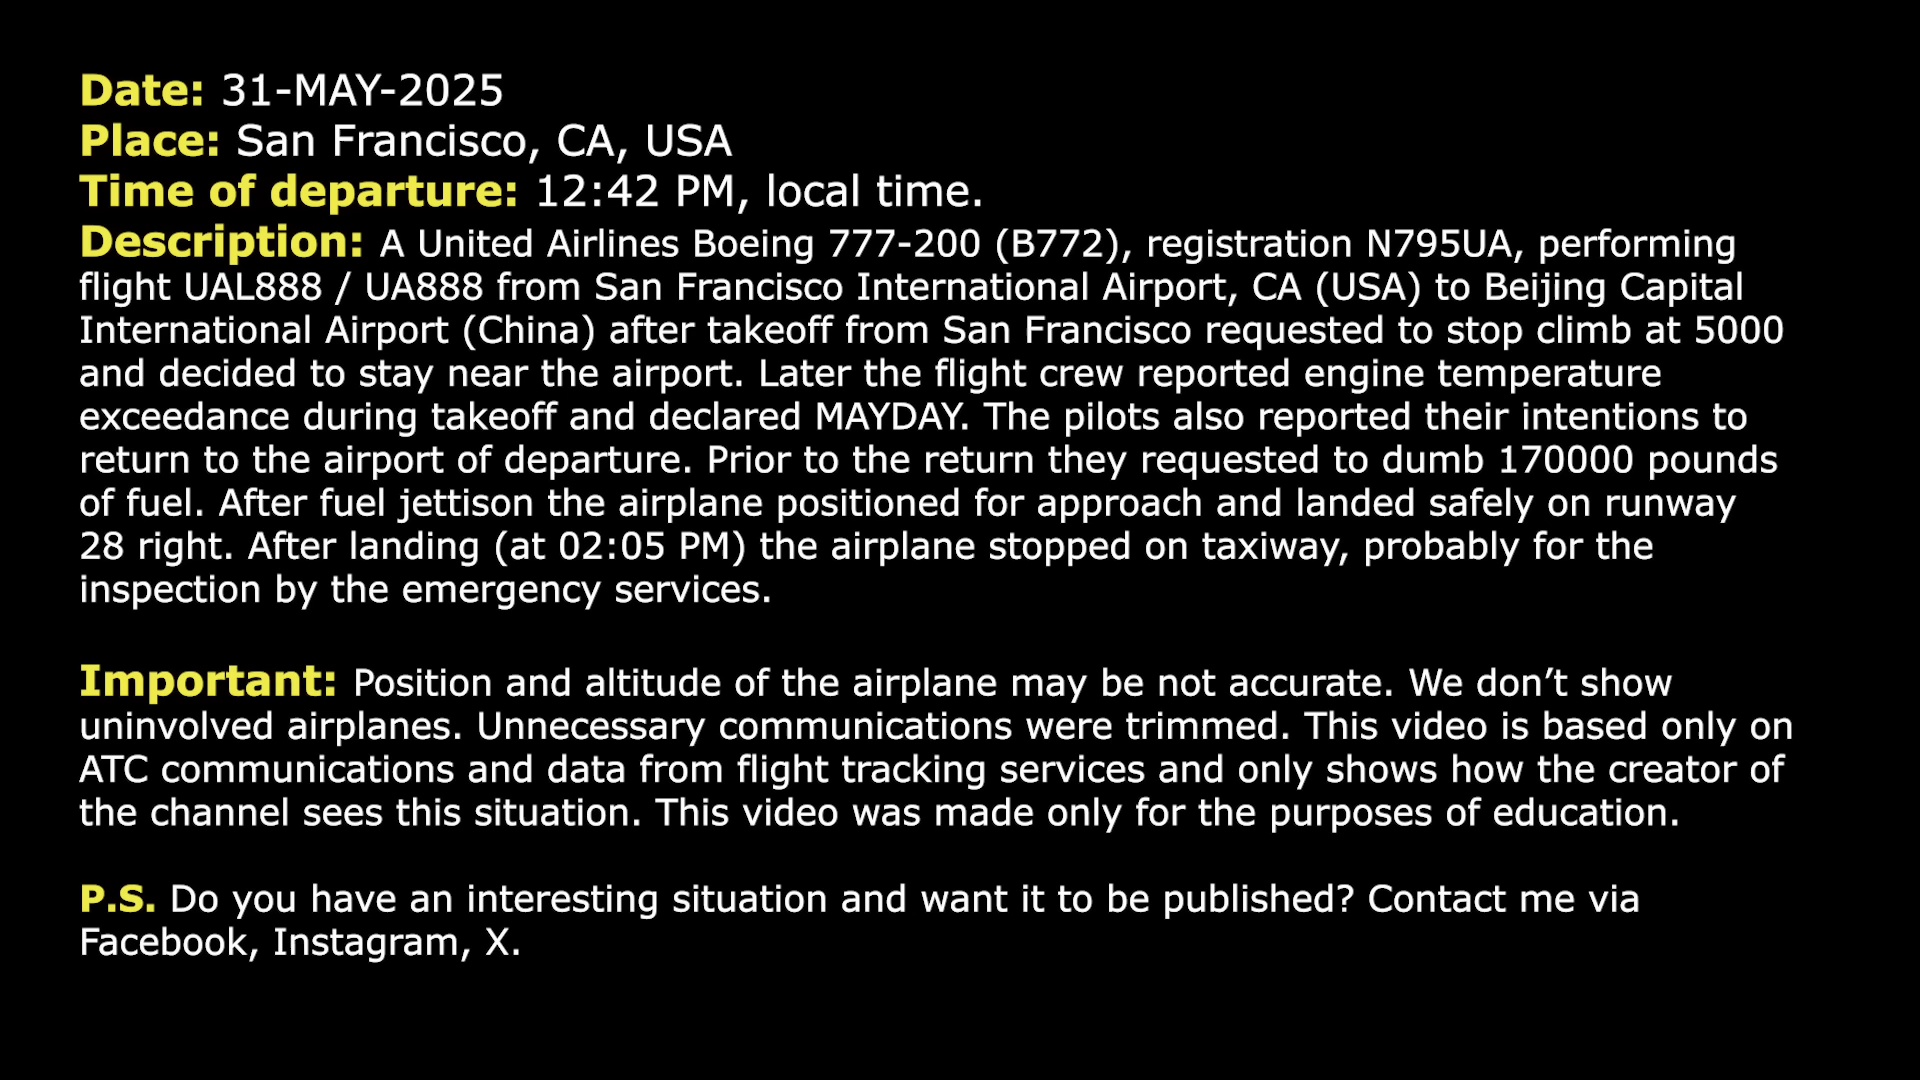 Date: 31-MAY-2025
Place: San Francisco, CA, USA
Time of departure: 12:42 PM, local time.
Description: A United Airlines Boeing 777-200 (B772), registration N795UA, performing
flight UAL888 / UA888 from San Francisco International Airport, CA (USA) to Beijing Capital
International Airport (China) after takeoff from San Francisco requested to stop climb at 5000
and decided to stay near the airport. Later the flight crew reported engine temperature
exceedance during takeoff and declared MAYDAY. The pilots also reported their intentions to
return to the airport of departure. Prior to the return they requested to dumb 170000 pounds
of fuel. After fuel jettison the airplane positioned for approach and landed safely on runway
28 right. After landing (at 02:05 PM) the airplane stopped on taxiway, probably for the
inspection by the emergency services.
Important: Position and altitude of the airplane may be not accurate. We don’t show
uninvolved airplanes. Unnecessary communications were trimmed. This video is based only on
ATC communications and data from flight tracking services and only shows how the creator of
the channel sees this situation. This video was made only for the purposes of education.
P.S. Do you have an interesting situation and want it to be published? Contact me via
Facebook, Instagram, X.